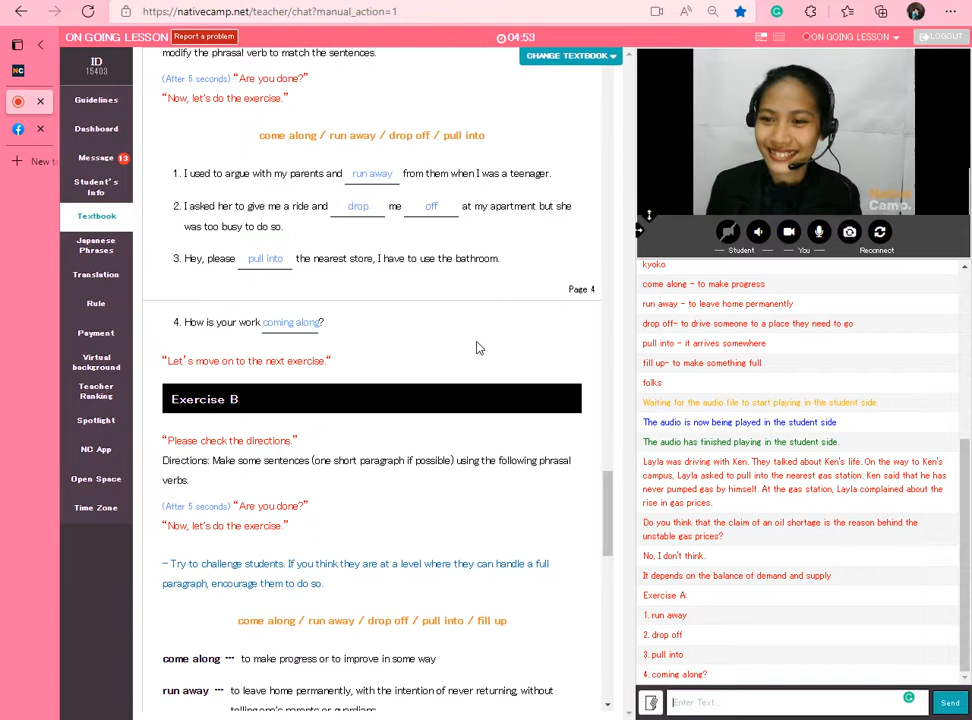 https://nativecamp.net/teacher/chat?manual_action=1
ON GOING LESSON
Report a problem
04:53
ON GOING LESSON
LOGOUT
NC
New to
ID
15403
Guidelines
Dashboard
Message 13
Student's
Info
Textbook
Japanese
Phrases
Translation
Rule
Payment
Virtual
background
Teacher
Ranking
Spotlight
NC App
Open Space
Time Zone
CHANGE TEXTBOOK
modify the phrasal verb to match the sentences.
(After 5 seconds) "Are you done?"
"Now, let's do the exercise."
come along / run away / drop off / pull into
1. I used to argue with my parents and run away from them when I was a teenager.
2. I asked her to give me a ride and drop me off at my apartment but she
was too busy to do so.
3. Hey, please pull into the nearest store, I have to use the bathroom.
Page 4
4. How is your work coming along?
"Let's move on to the next exercise."
Exercise B
"Please check the directions."
Directions: Make some sentences (one short paragraph if possible) using the following phrasal
verbs.
(After 5 seconds) "Are you done?"
"Now, let's do the exercise."
- Try to challenge students. If you think they are at a level where they can handle a full
paragraph, encourage them to do so.
come along / run away / drop off / pull into / fill up
come along ··· to make progress or to improve in some way
run away ··· to leave home permanently, with the intention of never returning, without
telling one's parents or guardians
Native
Camp.
Student
You
Reconnect
kyoko
come along - to make progress
run away - to leave home permanently
drop off- to drive someone to a place they need to go
pull into - it arrives somewhere
fill up- to make something full
folks
Waiting for the audio file to start playing in the student side
The audio is now being played in the student side
The audio has finished playing in the student side.
Layla was driving with Ken. They talked about Ken's life. On the way to Ken's
campus, Layla asked to pull into the nearest gas station. Ken said that he has
never pumped gas by himself. At the gas station, Layla complained about the
rise in gas prices.
Do you think that the claim of an oil shortage is the reason behind the
unstable gas prices?
No, I don't think.
It depends on the balance of demand and supply
Exercise A:
1. run away
2. drop off
3. pull into
4. coming along?
Enter Text...
Send